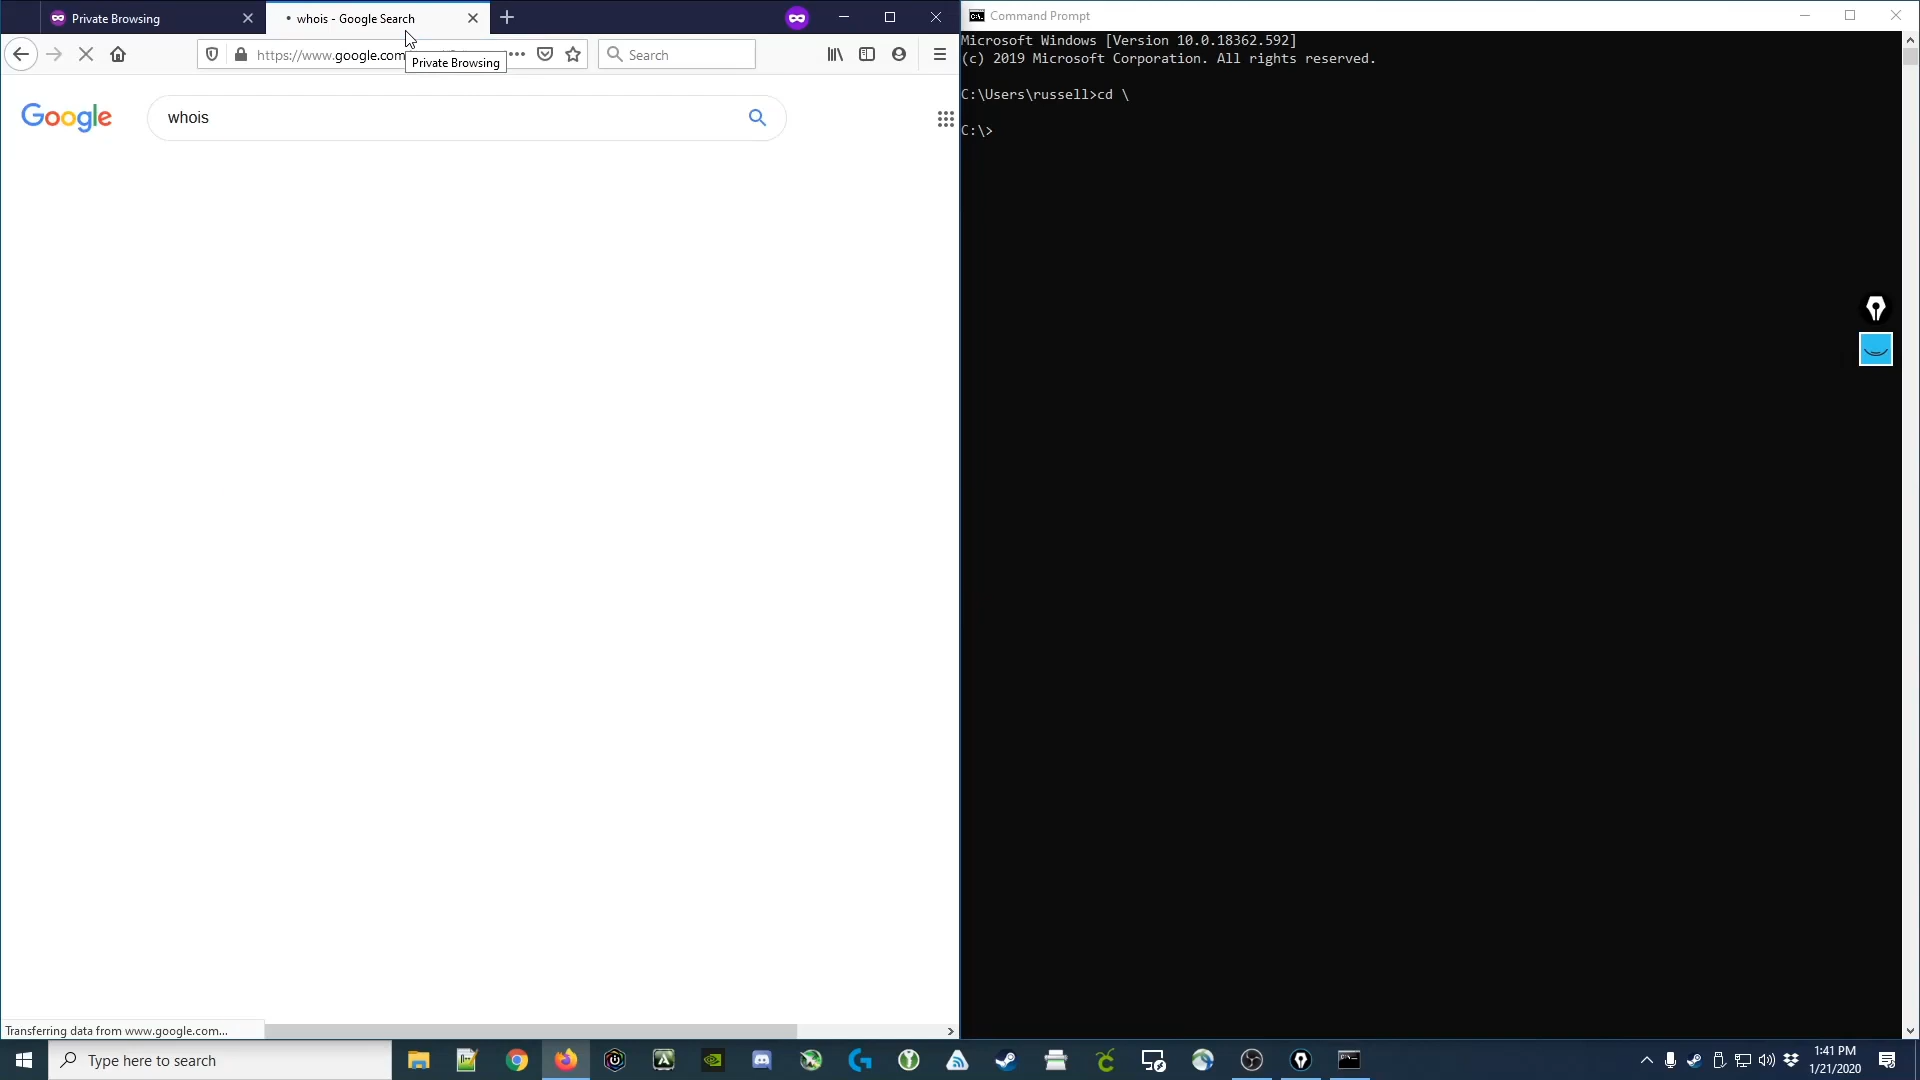 Private Browsing
whois - Google Search
https://www.google.com
Search
Private Browsing
Google
whois
Transferring data from www.google.com...
Command Prompt
Microsoft Windows [Version 10.0.18362.592]
(c) 2019 Microsoft Corporation. All rights reserved.
C:\Users\russell>cd \
C:\>
Type here to search
1:41 PM
1/21/2020